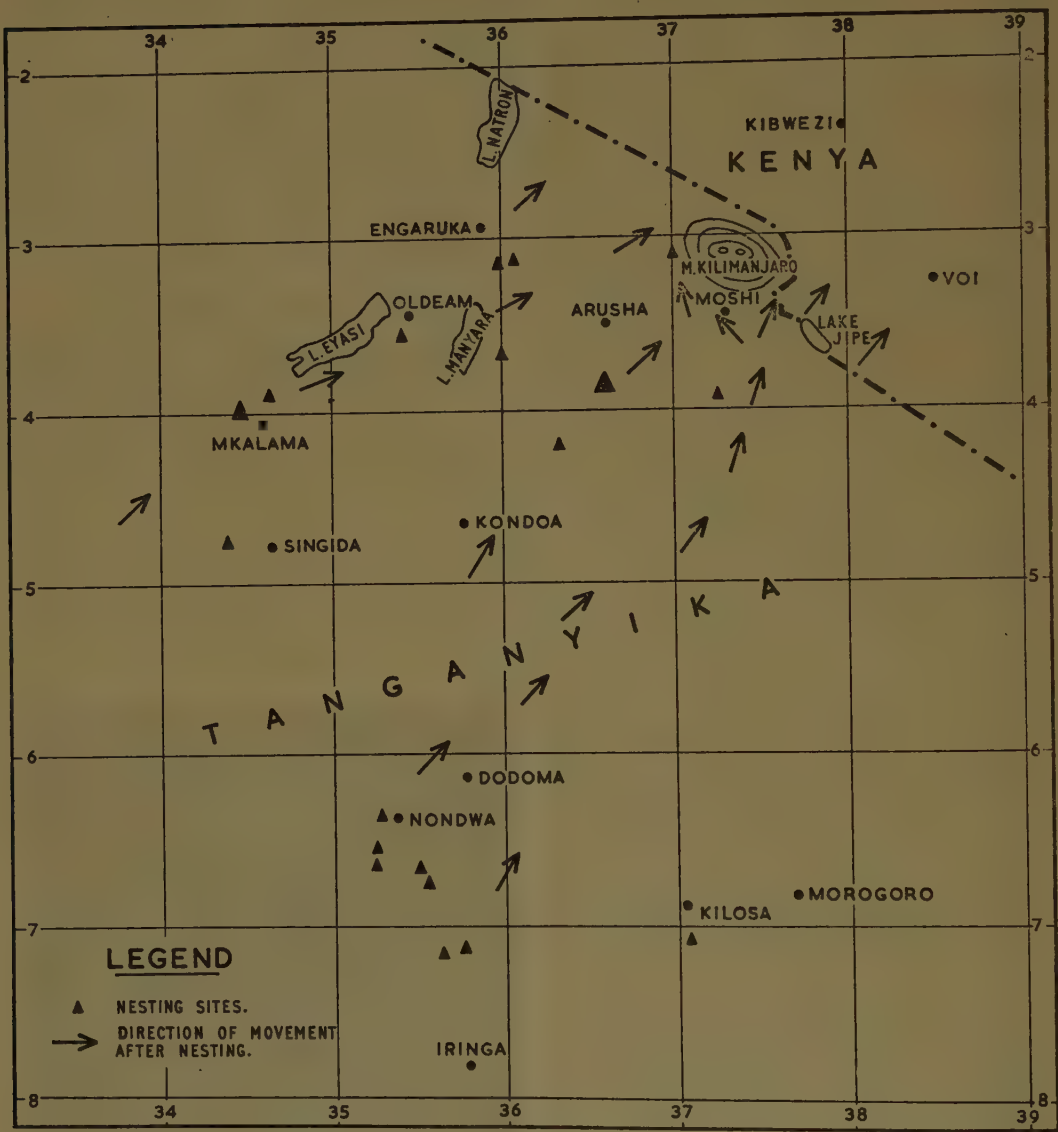 34 35 36 37 38 39
2 2
KIBWEZI
KENYA
L. NATRON
ENGARUKA
3 3
M. KILIMANJARO
VOI
OLDEAM
MOSHI
ARUSHA
L. EYASI
L. MANYARA
LAKE
JIPE
4 4
MKALAMA
KONDOA
SINGIDA
5 5
TANGANYIKA
6 6
DODOMA
NONDWA
MOROGORO
KILOSA
7 7
LEGEND
NESTING SITES.
DIRECTION OF MOVEMENT
AFTER NESTING.
IRINGA
8 8
34 35 36 37 38 39